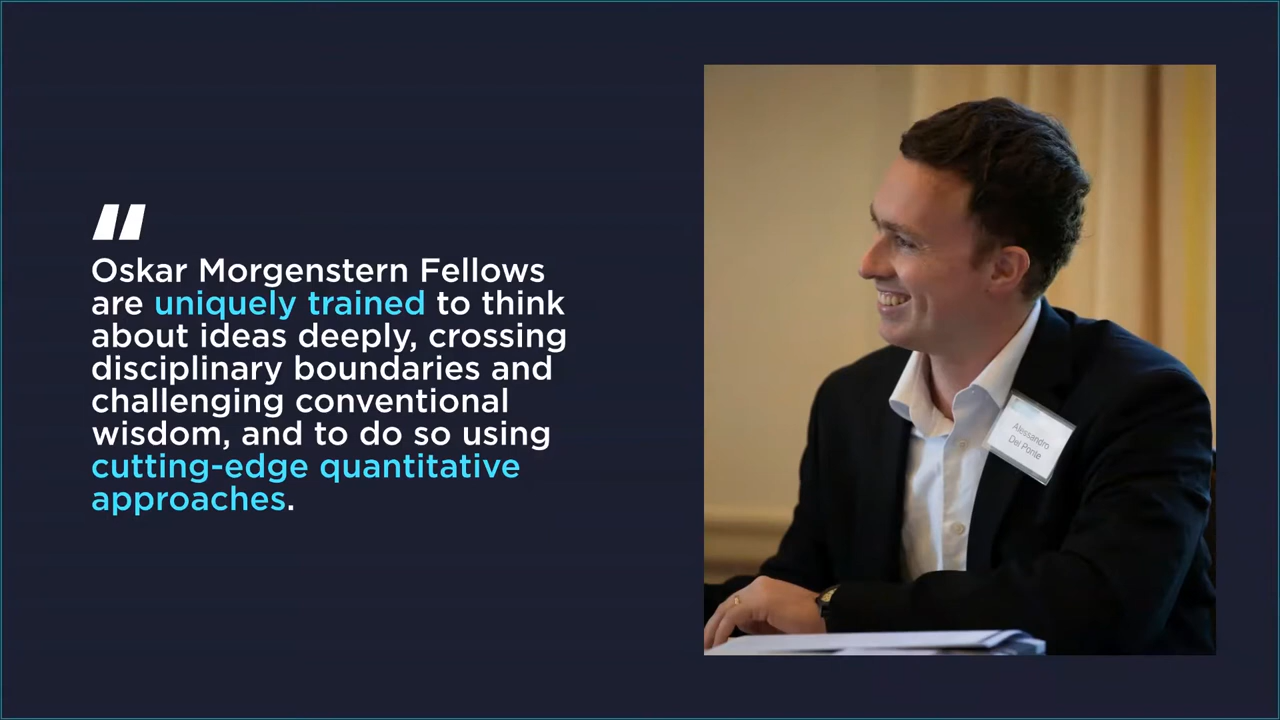 "
Oskar Morgenstern Fellows
are uniquely trained to think
about ideas deeply, crossing
disciplinary boundaries and
challenging conventional
wisdom, and to do so using
cutting-edge quantitative
approaches.
Alessandro
Del Ponte